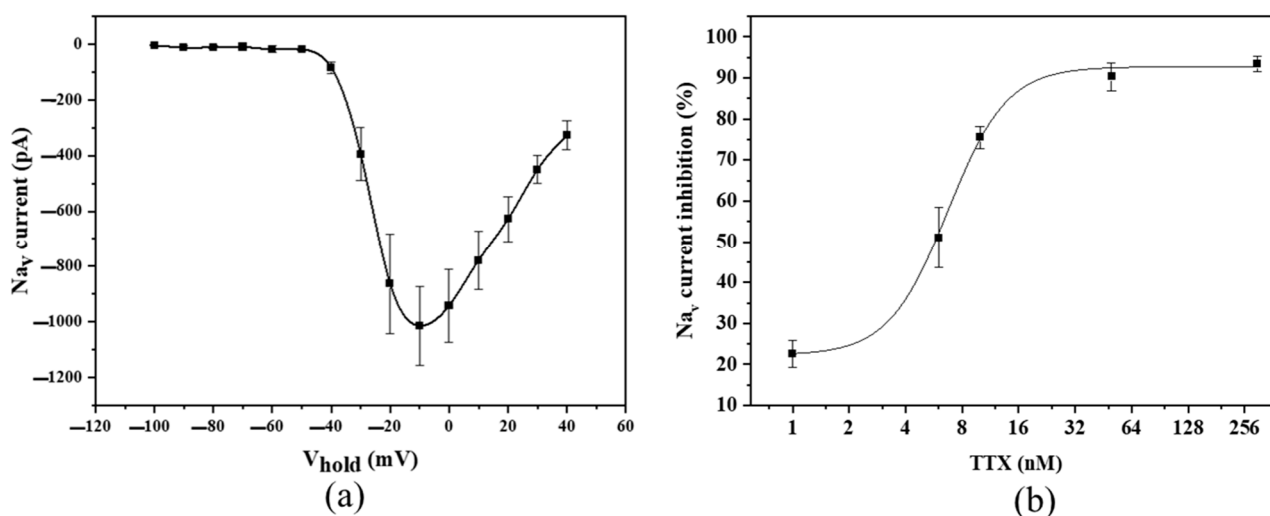 0
−200
−400
−600
−800
−1000
−1200
−120 −100 −80 −60 −40 −20 0 20 40 60
Nav current (pA)
Vhold (mV)
(a)
100
90
80
70
60
50
40
30
20
10
1 2 4 8 16 32 64 128 256
Nav current inhibition (%)
TTX (nM)
(b)